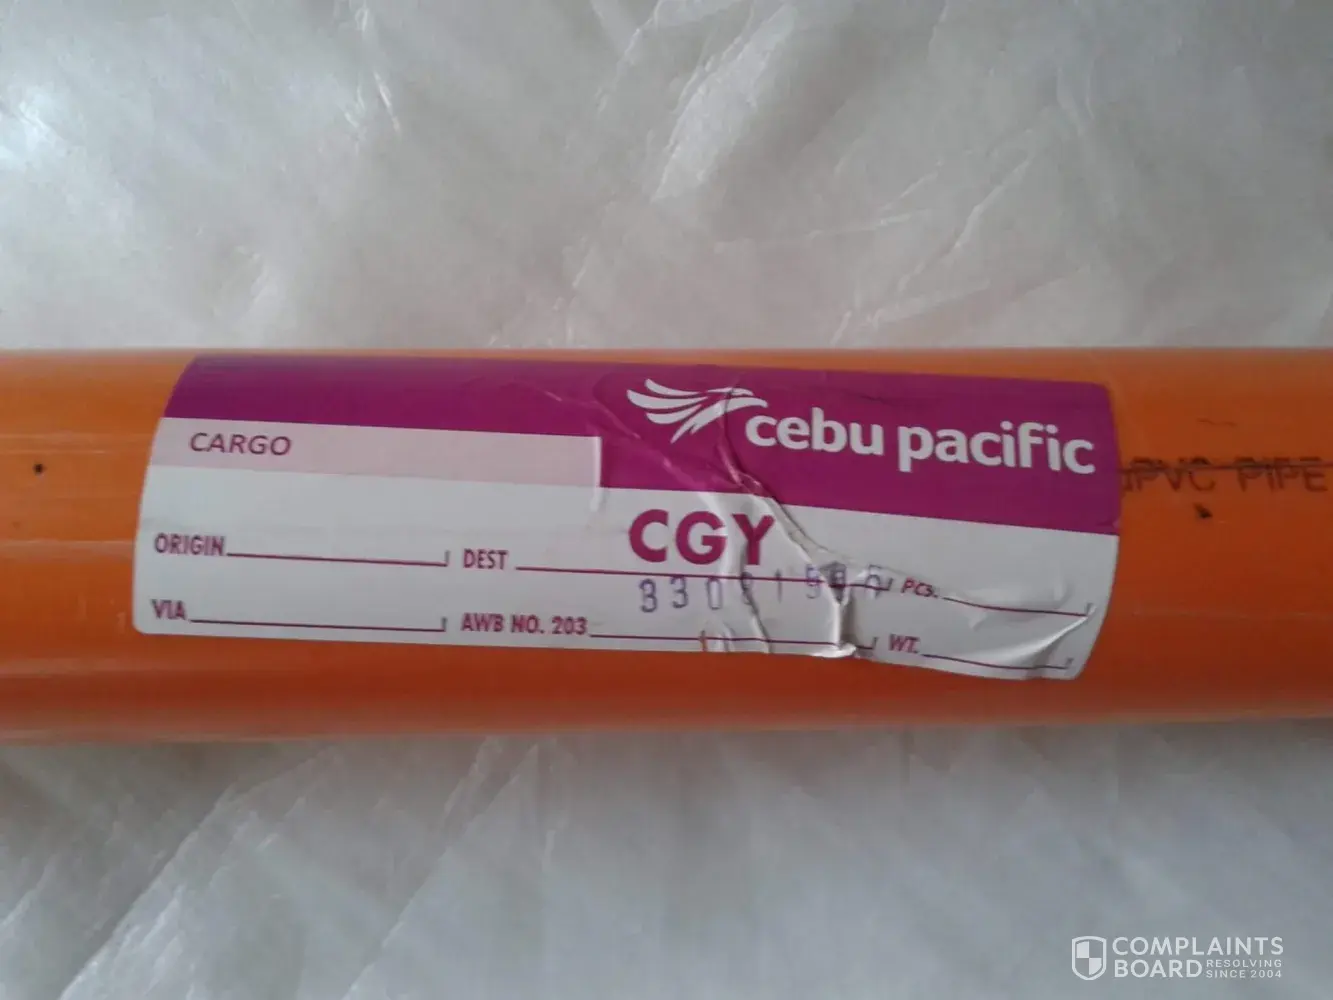 cebu pacific
CARGO
uPVC PIPE
CGY
ORIGIN DEST PCS.
VIA AWB NO. 203 WT.
COMPLAINTS
BOARD RESOLVING
SINCE 2004